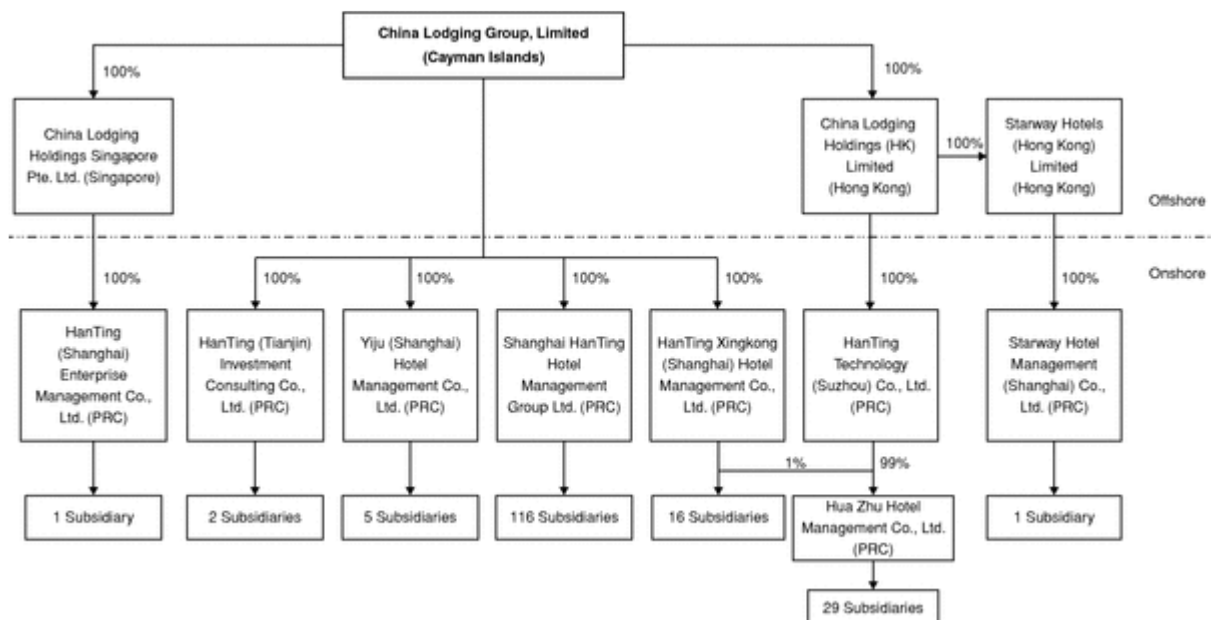 China Lodging Group, Limited
(Cayman Islands)
100%
100%
China Lodging
Holdings Singapore
Pte. Ltd. (Singapore)
China Lodging
Holdings (HK)
Limited
(Hong Kong)
100%
Starway Hotels
(Hong Kong)
Limited
(Hong Kong)
Offshore
Onshore
100%
100%
100%
100%
100%
100%
100%
HanTing
(Shanghai)
Enterprise
Management Co.,
Ltd. (PRC)
HanTing (Tianjin)
Investment
Consulting Co.,
Ltd. (PRC)
Yiju (Shanghai)
Hotel
Management Co.,
Ltd. (PRC)
Shanghai HanTing
Hotel
Management
Group Ltd. (PRC)
HanTing Xingkong
(Shanghai) Hotel
Management Co.,
Ltd. (PRC)
HanTing
Technology
(Suzhou) Co., Ltd.
(PRC)
Starway Hotel
Management
(Shanghai) Co.,
Ltd. (PRC)
1%
99%
1 Subsidiary
2 Subsidiaries
5 Subsidiaries
116 Subsidiaries
16 Subsidiaries
Hua Zhu Hotel
Management Co., Ltd.
(PRC)
1 Subsidiary
29 Subsidiaries